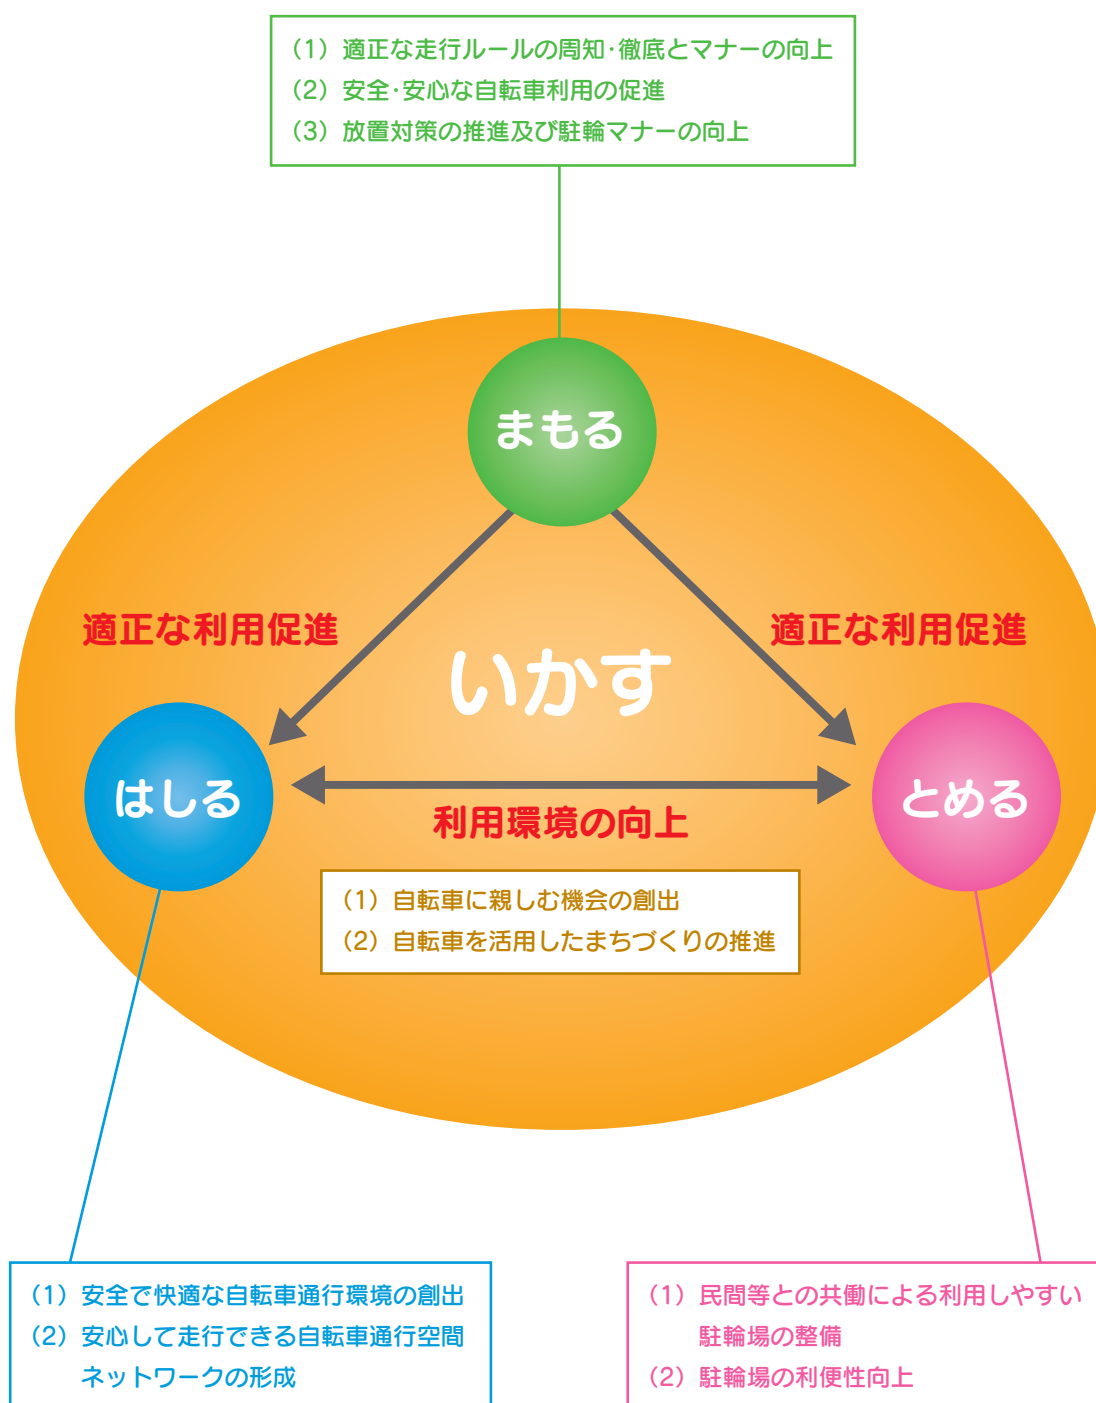 (1) 適正な走行ルールの周知･徹底とマナーの向上
(2) 安全･安心な自転車利用の促進
(3) 放置対策の推進及び駐輪マナーの向上
まもる
適正な利用促進
適正な利用促進
いかす
はしる
とめる
利用環境の向上
(1) 自転車に親しむ機会の創出
(2) 自転車を活用したまちづくりの推進
(1) 安全で快適な自転車通行環境の創出
(2) 安心して走行できる自転車通行空間
ネットワークの形成
(1) 民間等との共働による利用しやすい
駐輪場の整備
(2) 駐輪場の利便性向上